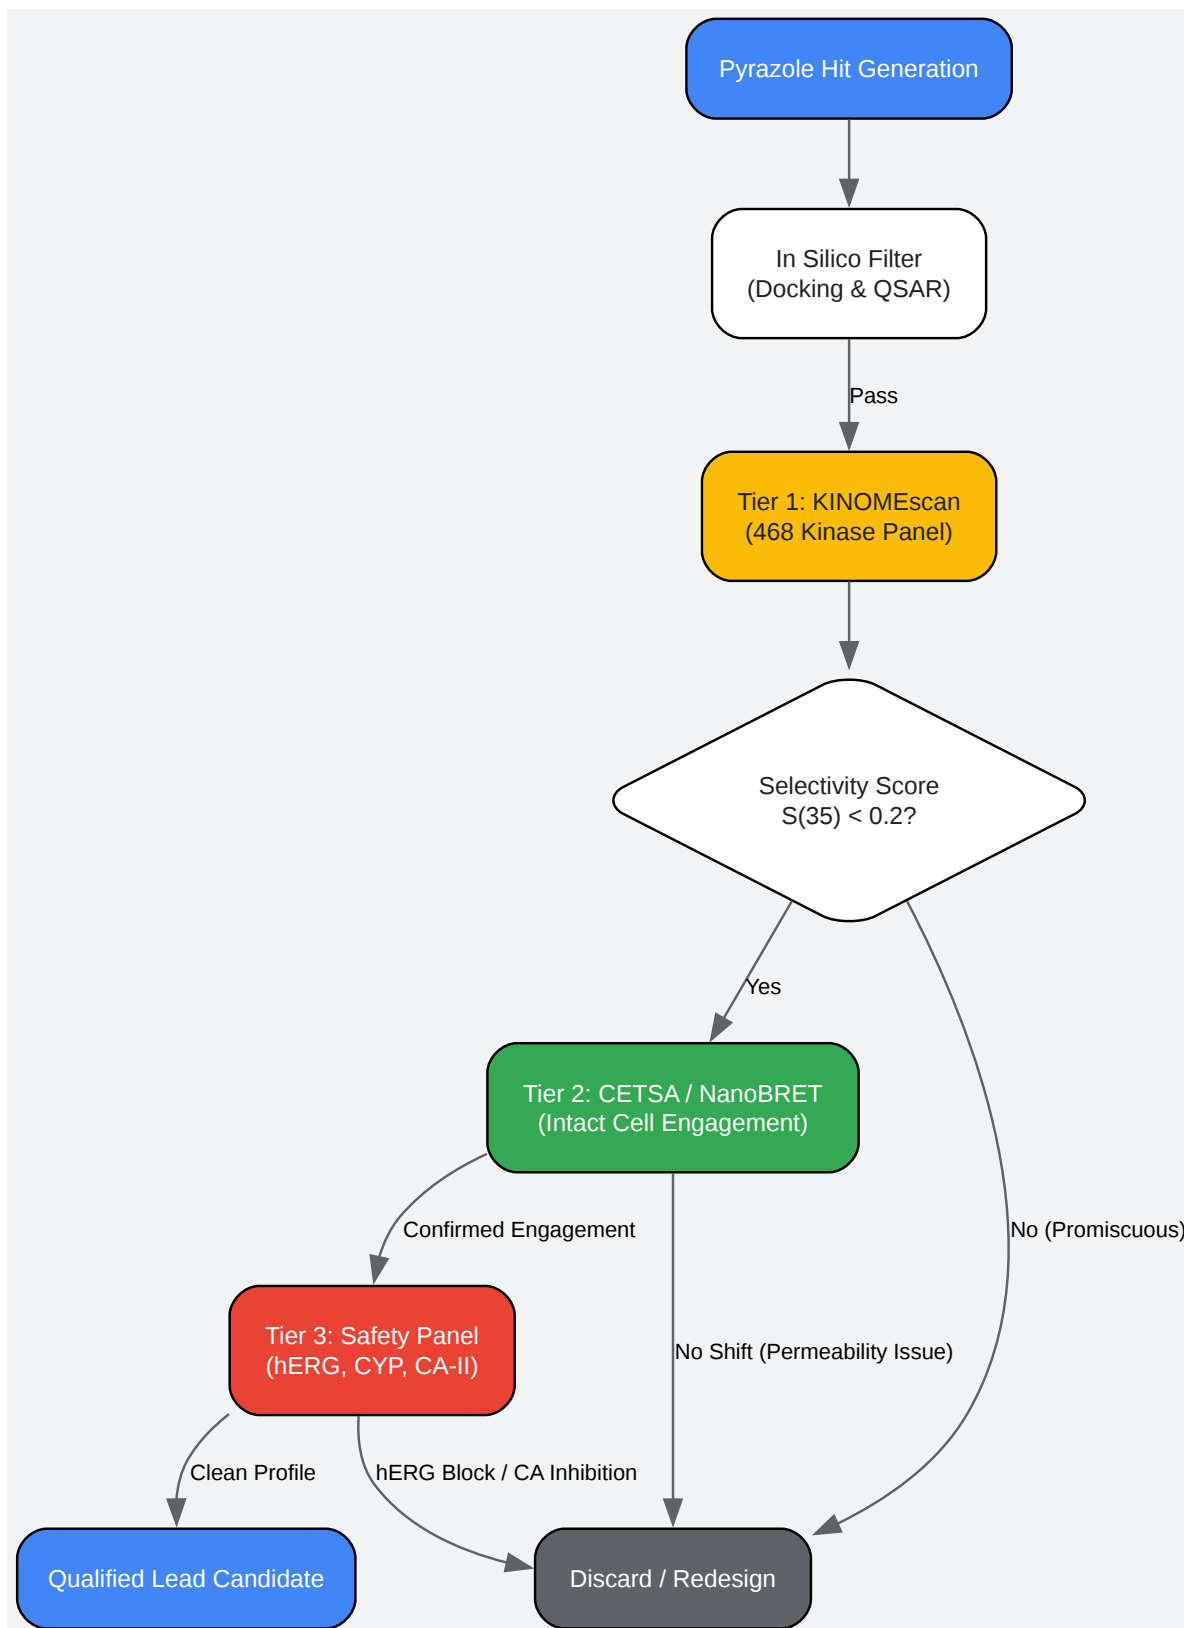 Pyrazole Hit Generation
In Silico Filter
(Docking & QSAR)
Pass
Tier 1: KINOMEscan
(468 Kinase Panel)
Selectivity Score
S(35) < 0.2?
Yes
Tier 2: CETSA / NanoBRET
(Intact Cell Engagement)
Confirmed Engagement
No (Promiscuous)
Tier 3: Safety Panel
(hERG, CYP, CA-II)
No Shift (Permeability Issue)
Clean Profile
hERG Block / CA Inhibition
Qualified Lead Candidate
Discard / Redesign